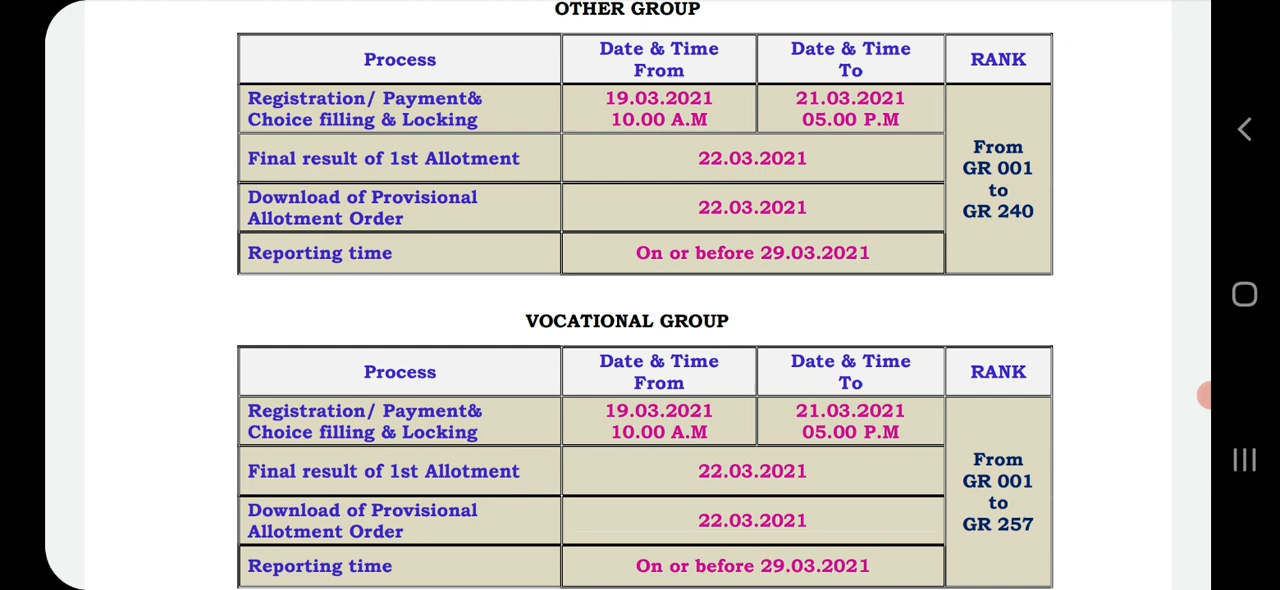 OTHER GROUP
Process
Date & Time
From
Date & Time
To
RANK
Registration/ Payment&
Choice filling & Locking
19.03.2021
10.00 A.M
21.03.2021
05.00 P.M
From
GR 001
to
GR 240
Final result of 1st Allotment
22.03.2021
Download of Provisional
Allotment Order
22.03.2021
Reporting time
On or before 29.03.2021
VOCATIONAL GROUP
Process
Date & Time
From
Date & Time
To
RANK
Registration/ Payment&
Choice filling & Locking
19.03.2021
10.00 A.M
21.03.2021
05.00 P.M
From
GR 001
to
GR 257
Final result of 1st Allotment
22.03.2021
Download of Provisional
Allotment Order
22.03.2021
Reporting time
On or before 29.03.2021